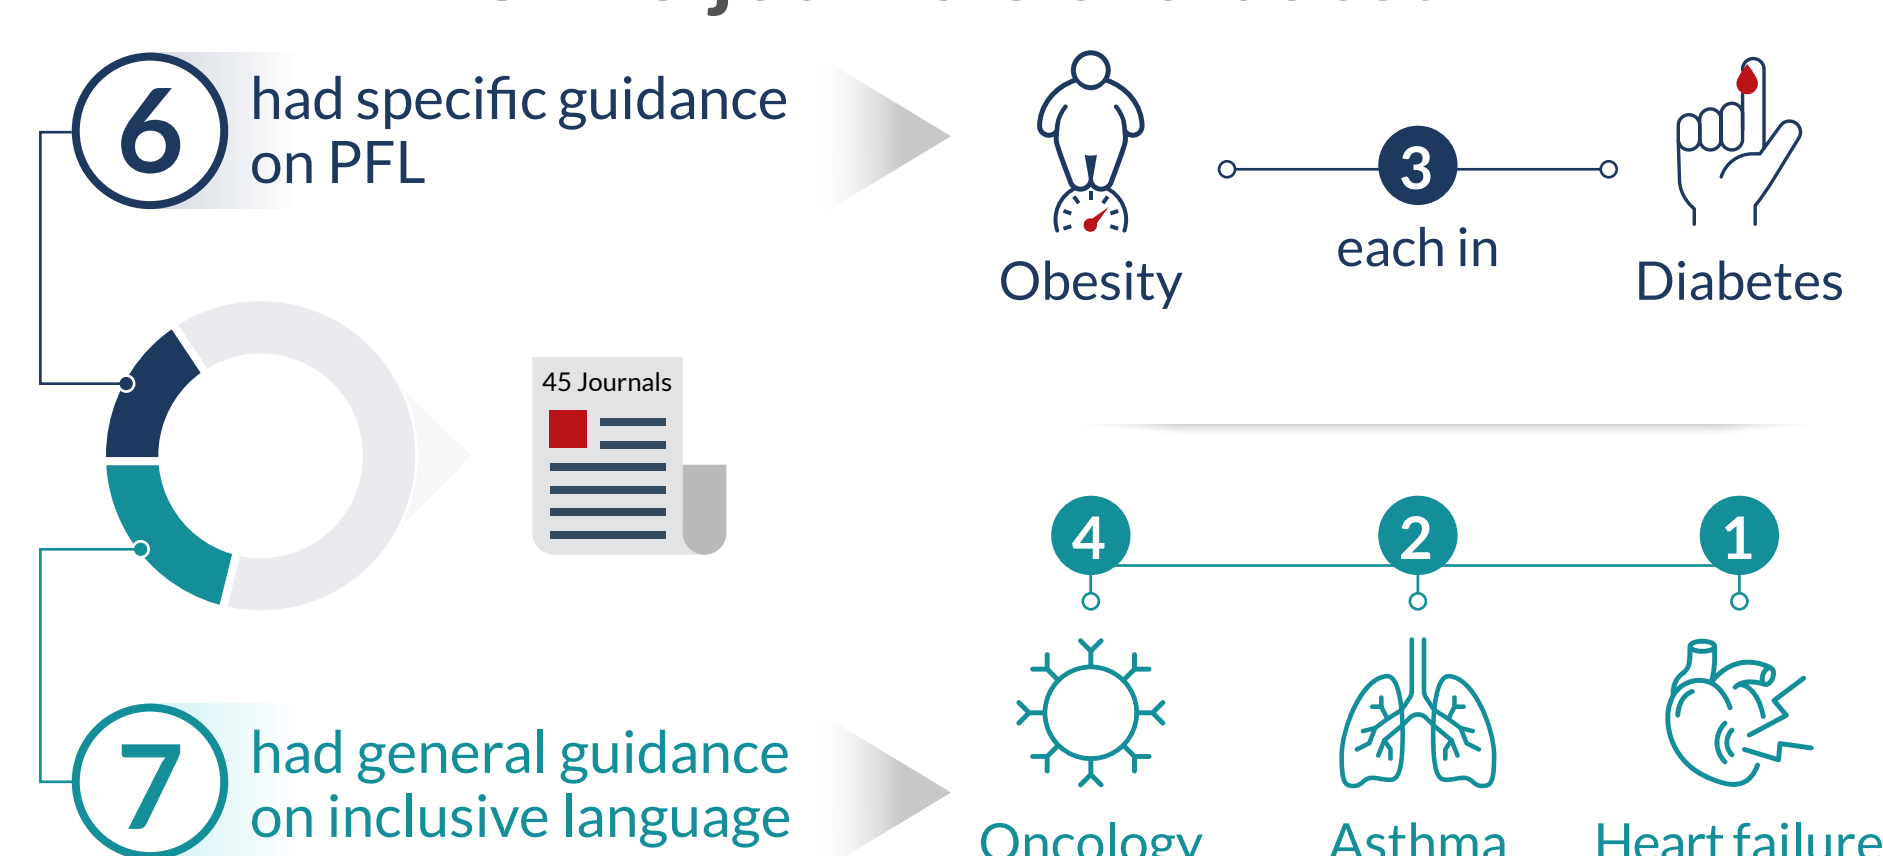 6
had specific guidance
on PFL
Obesity
3
each in
Diabetes
45 Journals
4
2
1
7
had general guidance
on inclusive language
Oncology
Asthma
Heart failure